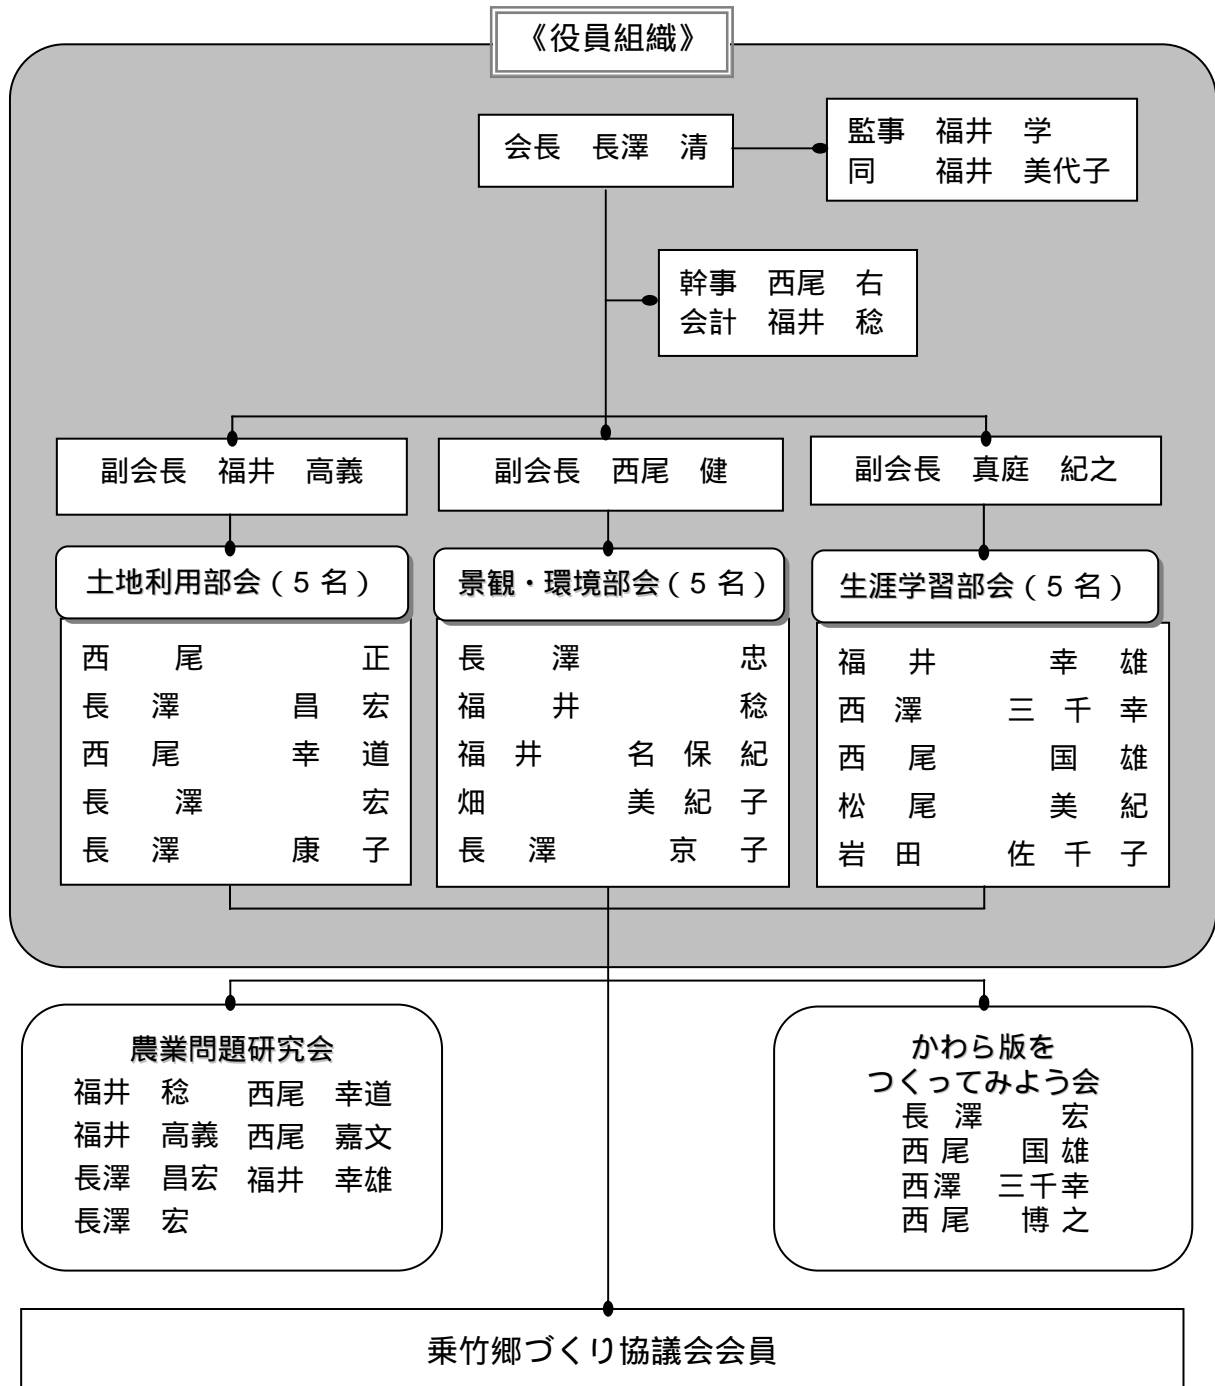 《役員組織》
会長　長澤　清
監事　福井　学
同　　福井　美代子
幹事　西尾　右
会計　福井　稔
副会長　福井　高義
副会長　西尾　健
副会長　真庭　紀之
土地利用部会（5 名）
西尾　正
長澤　昌宏
西尾　幸道
長澤　宏
長澤　康子
景観・環境部会（5 名）
長澤　忠
福井　稔
福井　名保紀
畑　美紀子
長澤　京子
生涯学習部会（5 名）
福井　幸雄
西澤　三千幸
西尾　国雄
松尾　美紀
岩田　佐千子
農業問題研究会
福井　稔　西尾　幸道
福井　高義　西尾　嘉文
長澤　昌宏　福井　幸雄
長澤　宏
かわら版を
つくってみよう会
長澤　宏
西尾　国雄
西澤　三千幸
西尾　博之
乗竹郷づくり協議会会員